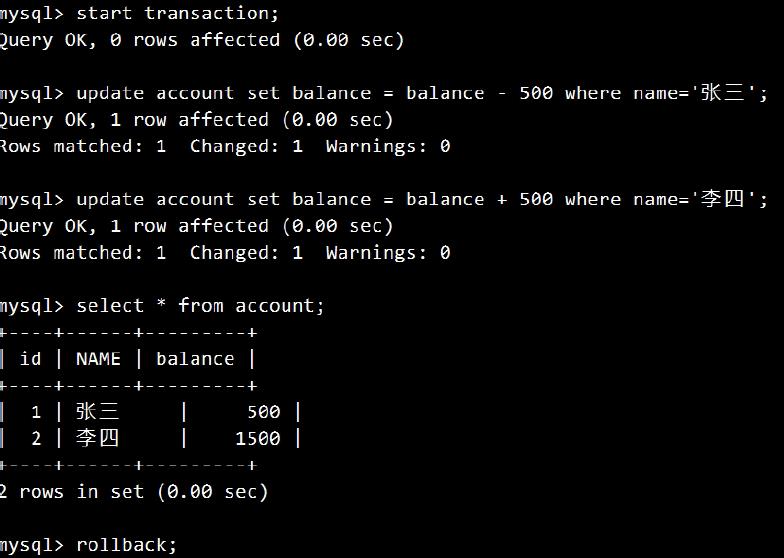 mysql> start transaction;
Query OK, 0 rows affected (0.00 sec)
mysql> update account set balance = balance - 500 where name='张三';
Query OK, 1 row affected (0.00 sec)
Rows matched: 1  Changed: 1  Warnings: 0
mysql> update account set balance = balance + 500 where name='李四';
Query OK, 1 row affected (0.00 sec)
Rows matched: 1  Changed: 1  Warnings: 0
mysql> select * from account;
+----+------+---------+
| id | NAME | balance |
+----+------+---------+
|  1 | 张三     |     500 |
|  2 | 李四     |    1500 |
+----+------+---------+
2 rows in set (0.00 sec)
mysql> rollback;